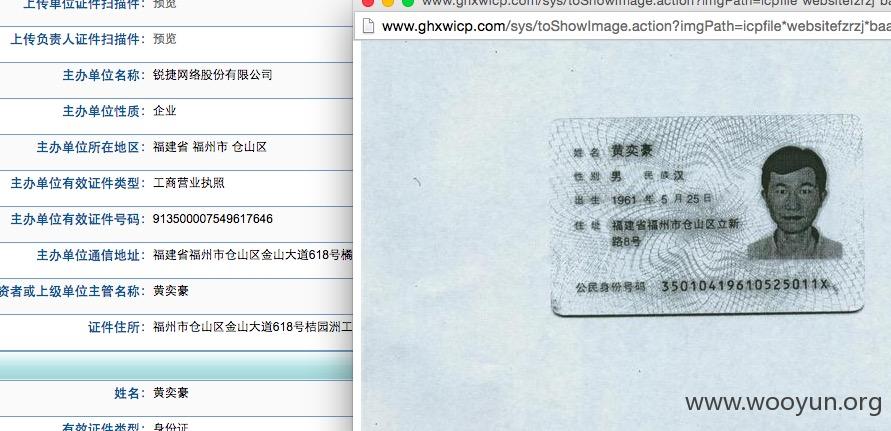 上传单位证件扫描件： 预览
上传负责人证件扫描件： 预览
主办单位名称： 锐捷网络股份有限公司
主办单位性质： 企业
主办单位所在地区： 福建省 福州市 仓山区
主办单位有效证件类型： 工商营业执照
主办单位有效证件号码： 913500007549617646
主办单位通信地址： 福建省福州市仓山区金山大道618号橘
资者或上级单位主管名称： 黄奕豪
证件住所： 福州市仓山区金山大道618号桔园洲工
姓名： 黄奕豪
有效证件类型： 身份证
www.ghxwicp.com/sys/toShowImage.action?imgPath=icpfile*websitefzrzj*ba
www.ghxwicp.com/sys/toShowImage.action?imgPath=icpfile*websitefzrzj*baa
姓名 黄奕豪
性别 男 民族 汉
出生 1961 年 5 月 25 日
住址 福建省福州市仓山区立新
路8号
公民身份号码 35010419610525011X
www.wooyun.org